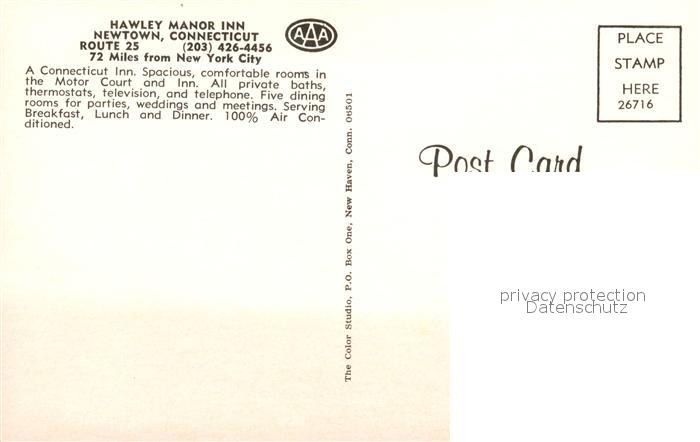 HAWLEY MANOR INN
NEWTOWN, CONNECTICUT
ROUTE 25 (203) 426-4456
72 Miles from New York City
AAA
A Connecticut Inn. Spacious, comfortable rooms in
the Motor Court and Inn. All private baths,
thermostats, television, and telephone. Five dining
rooms for parties, weddings and meetings. Serving
Breakfast, Lunch and Dinner. 100% Air Con-
ditioned.
The Color Studio, P.O. Box One, New Haven, Conn. 06501
PLACE
STAMP
HERE
26716
Post Card
privacy protection
Datenschutz